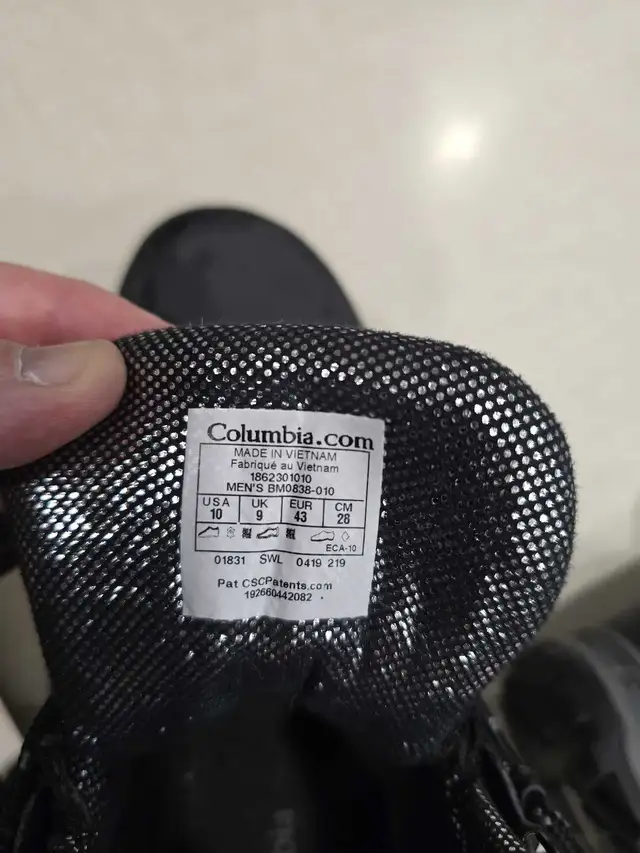 Columbia.com
MADE IN VIETNAM
Fabriqué au Vietnam
1862301010
MEN'S BM0838-010
USA UK EUR CM
10 9 43 28
ECA-10
01831 SWL 0419 219
Pat CSCPatents.com
192660442082